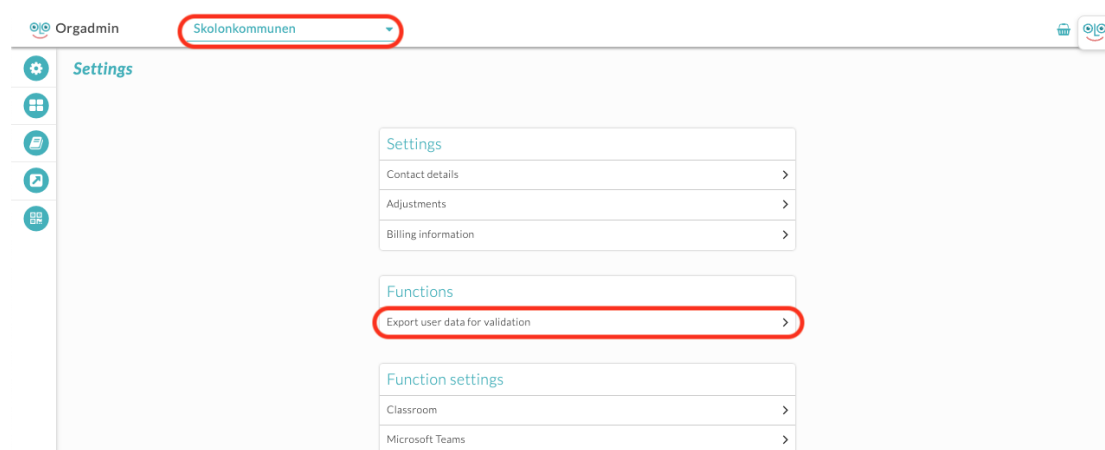 Orgadmin
Skolonkommunen
Settings
Settings
Contact details
Adjustments
Billing information
Functions
Export user data for validation
Function settings
Classroom
Microsoft Teams